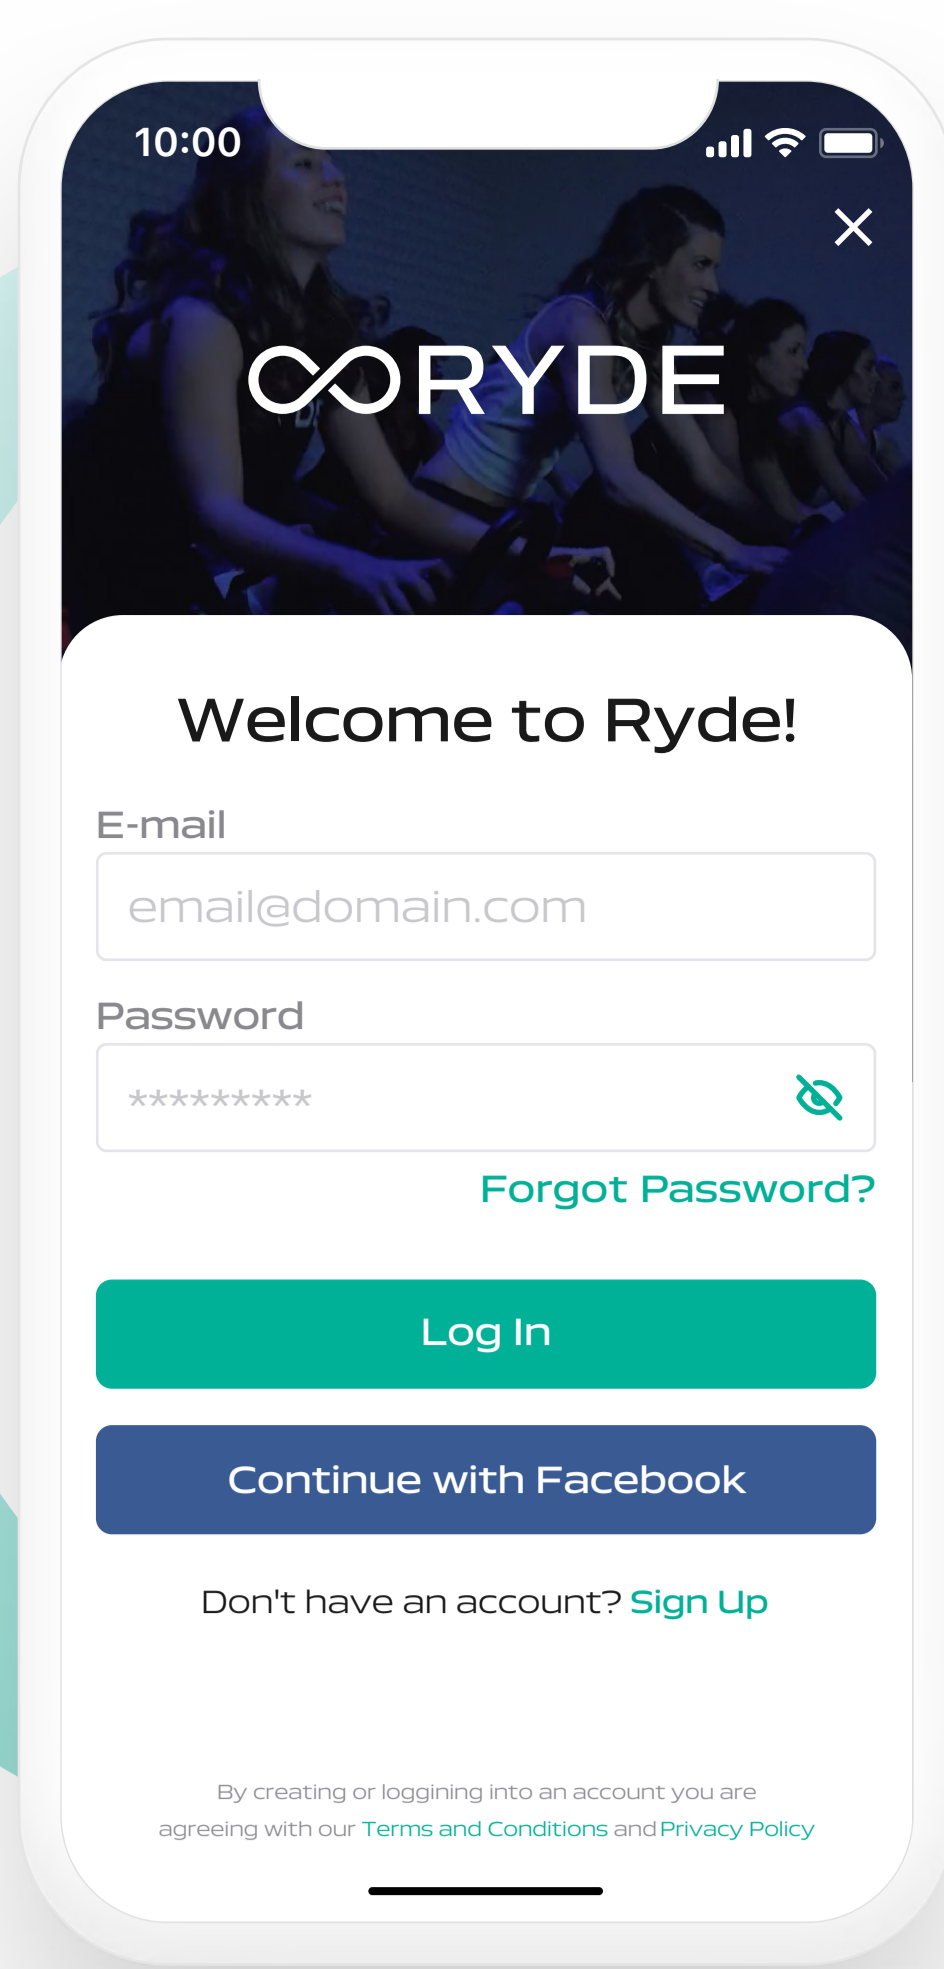 10:00
RYDE
Welcome to Ryde!
E-mail
email@domain.com
Password
*********
Forgot Password?
Log In
Continue with Facebook
Don't have an account? Sign Up
By creating or loggining into an account you are
agreeing with our Terms and Conditions and Privacy Policy